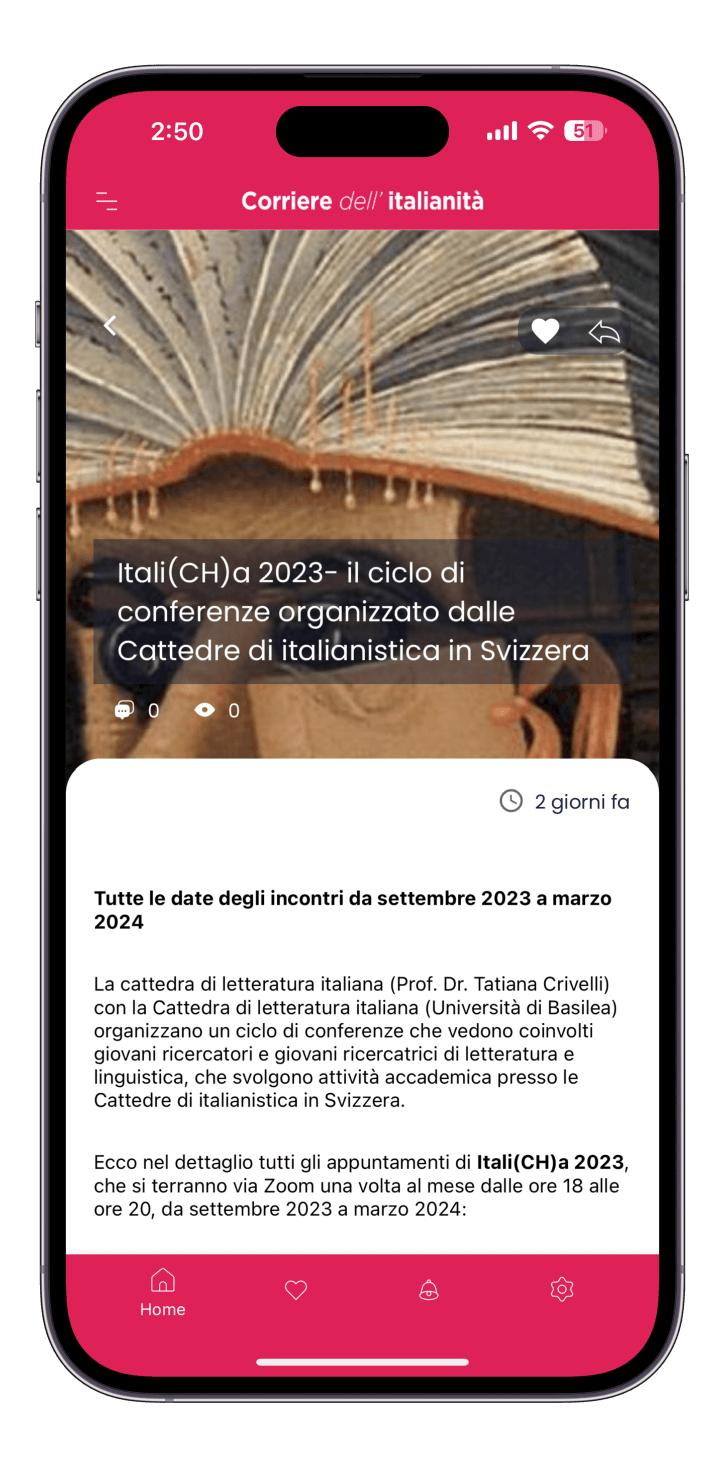 2:50
51
Corriere dell' italianità
Itali(CH)a 2023- il ciclo di
conferenze organizzato dalle
Cattedre di italianistica in Svizzera
0 0
2 giorni fa
Tutte le date degli incontri da settembre 2023 a marzo
2024
La cattedra di letteratura italiana (Prof. Dr. Tatiana Crivelli)
con la Cattedra di letteratura italiana (Università di Basilea)
organizzano un ciclo di conferenze che vedono coinvolti
giovani ricercatori e giovani ricercatrici di letteratura e
linguistica, che svolgono attività accademica presso le
Cattedre di italianistica in Svizzera.
Ecco nel dettaglio tutti gli appuntamenti di Itali(CH)a 2023,
che si terranno via Zoom una volta al mese dalle ore 18 alle
ore 20, da settembre 2023 a marzo 2024:
Home